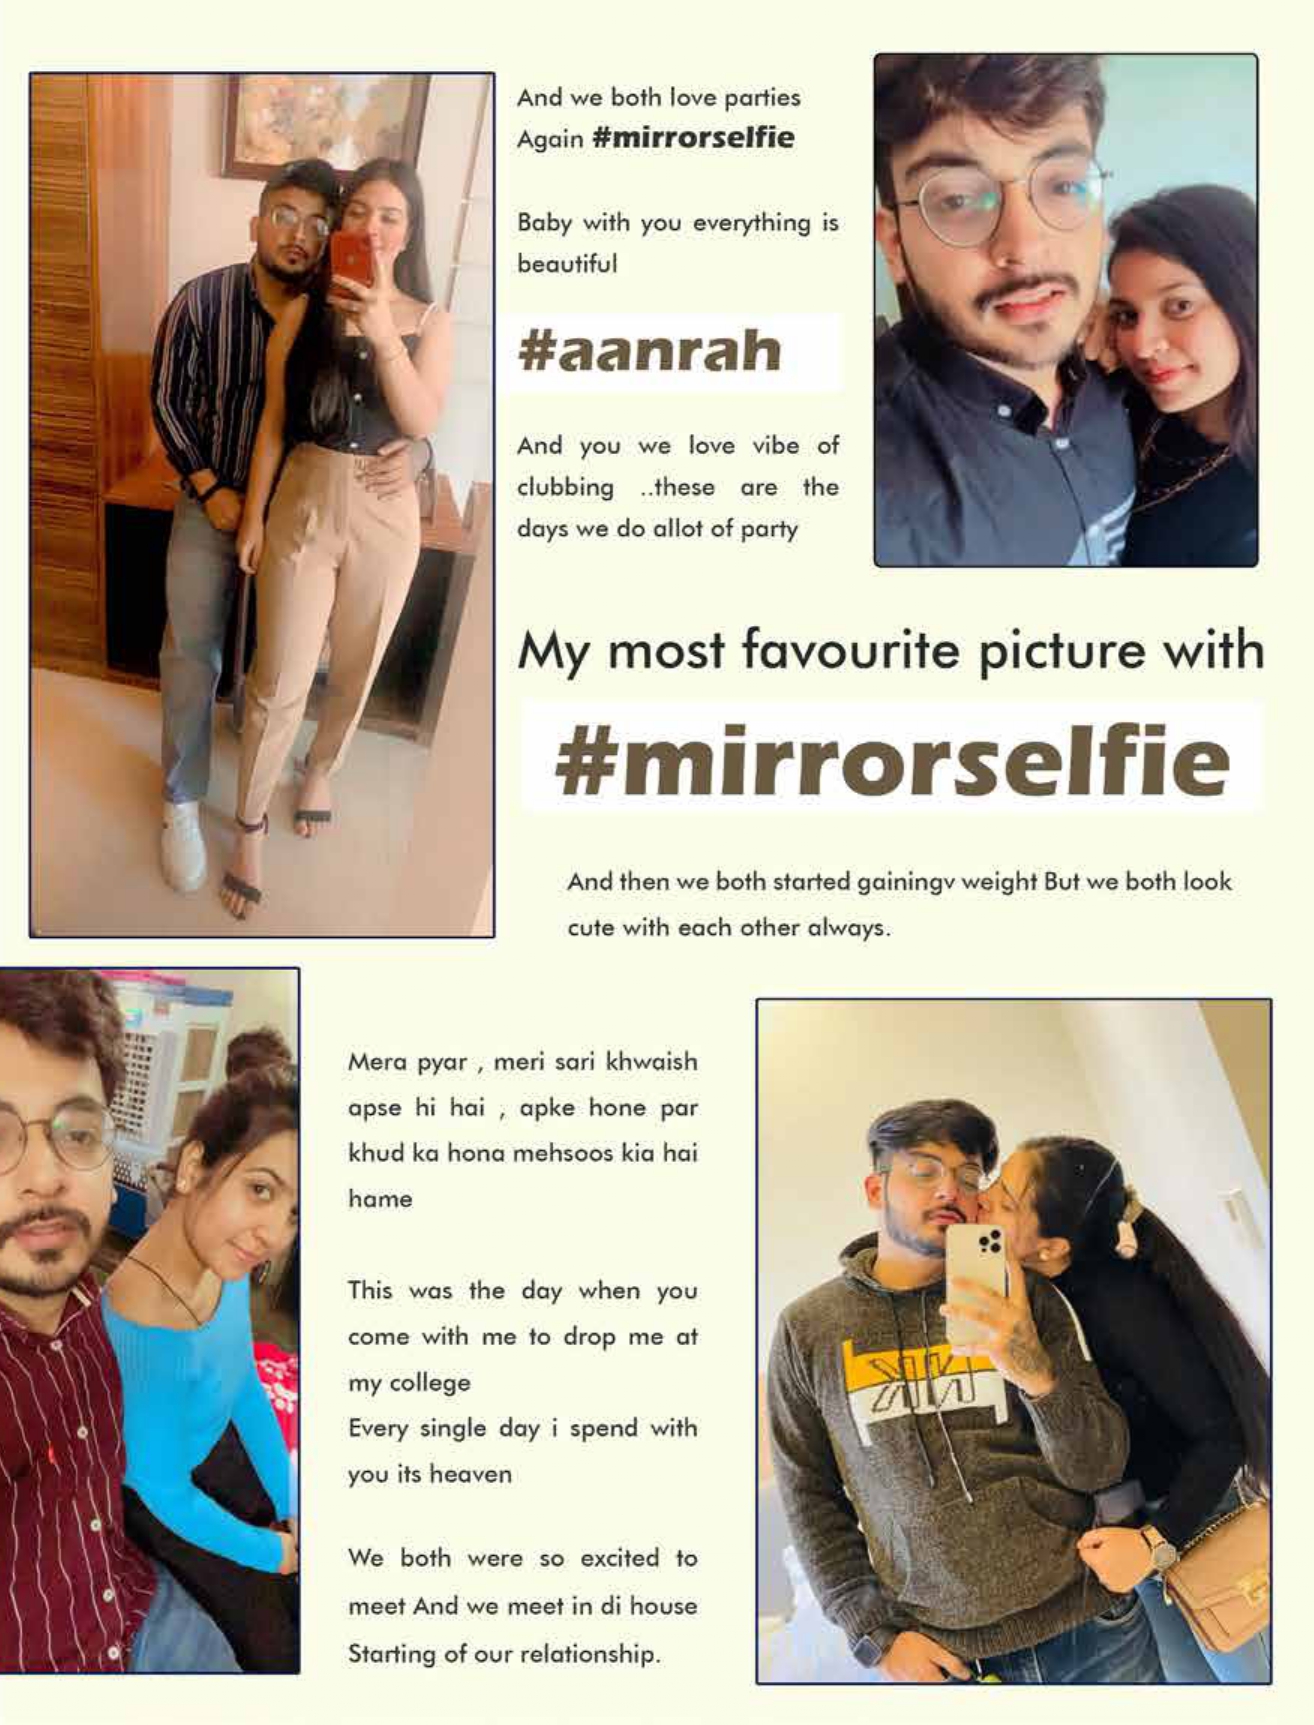 And we both love parties
Again #mirrorselfie
Baby with you everything is
beautiful
#aanrah
And you we love vibe of
clubbing ..these are the
days we do allot of party
My most favourite picture with
#mirrorselfie
And then we both started gainingv weight But we both look
cute with each other always.
Mera pyar , meri sari khwaish
apse hi hai , apke hone par
khud ka hona mehsoos kia hai
hame
This was the day when you
come with me to drop me at
my college
Every single day i spend with
you its heaven
We both were so excited to
meet And we meet in di house
Starting of our relationship.